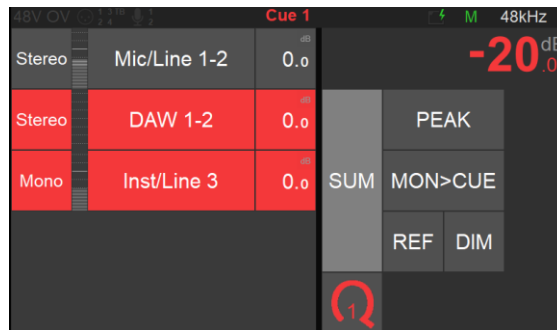 48V OV Cue 1 M 48kHz
Stereo Mic/Line 1-2 dB 0.0
-20.0 dB
Stereo DAW 1-2 dB 0.0
PEAK
Mono Inst/Line 3 dB 0.0
SUM MON>CUE
REF DIM
1